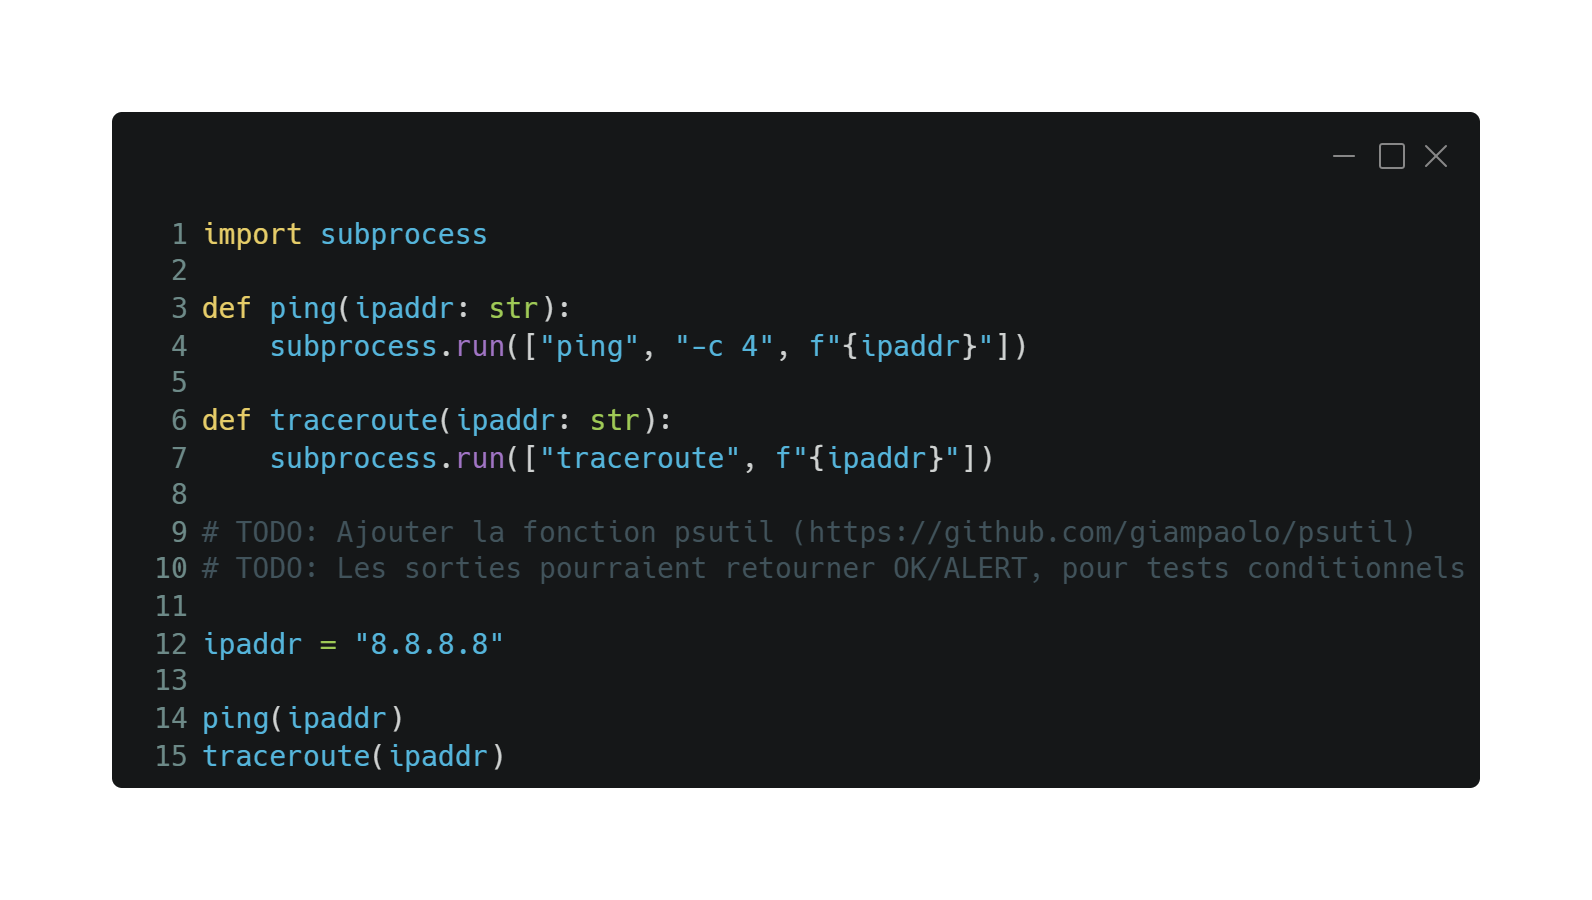 1 import subprocess
2
3 def ping(ipaddr: str):
4     subprocess.run(["ping", "-c 4", f"{ipaddr}"])
5
6 def traceroute(ipaddr: str):
7     subprocess.run(["traceroute", f"{ipaddr}"])
8
9 # TODO: Ajouter la fonction psutil (https://github.com/giampaolo/psutil)
10 # TODO: Les sorties pourraient retourner OK/ALERT, pour tests conditionnels
11
12 ipaddr = "8.8.8.8"
13
14 ping(ipaddr)
15 traceroute(ipaddr)